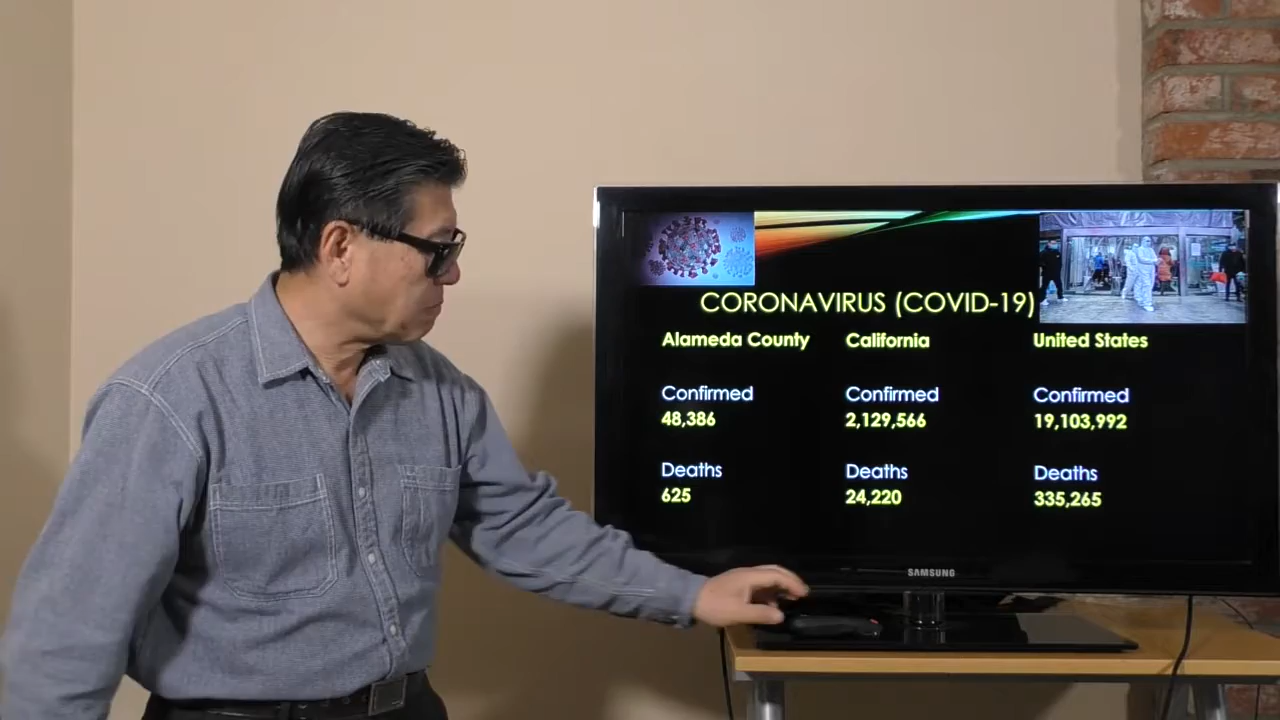 CORONAVIRUS (COVID-19)
Alameda County California United States
Confirmed Confirmed Confirmed
48,386 2,129,566 19,103,992
Deaths Deaths Deaths
625 24,220 335,265
SAMSUNG